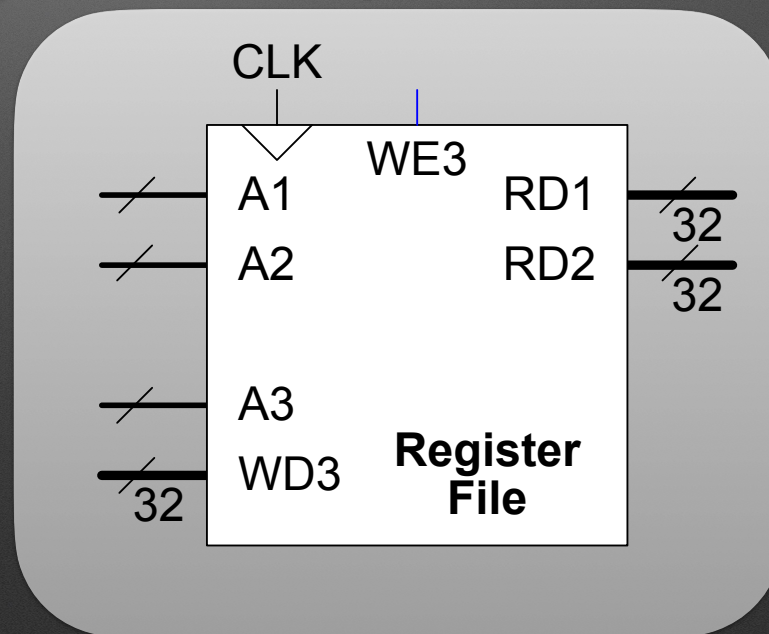 CLK
WE3
A1
RD1
32
A2
RD2
32
A3
WD3
32
Register
File